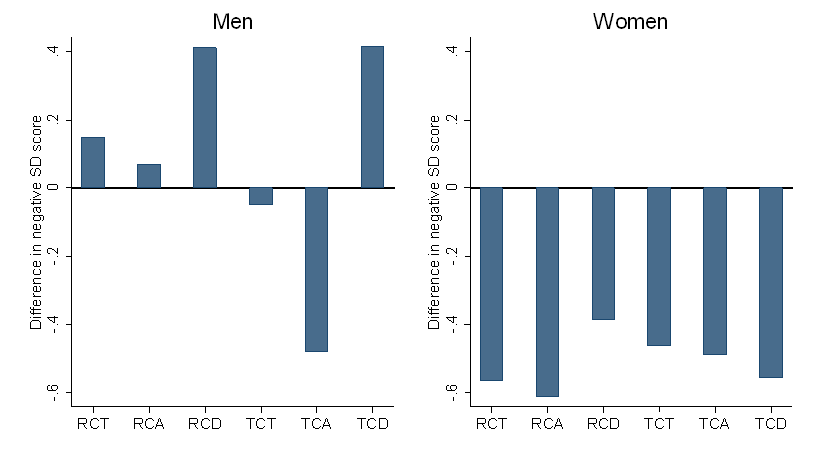 Men
Difference in negative SD score
.4
.2
0
-.2
-.4
-.6
RCT RCA RCD TCT TCA TCD
Women
Difference in negative SD score
.4
.2
0
-.2
-.4
-.6
RCT RCA RCD TCT TCA TCD